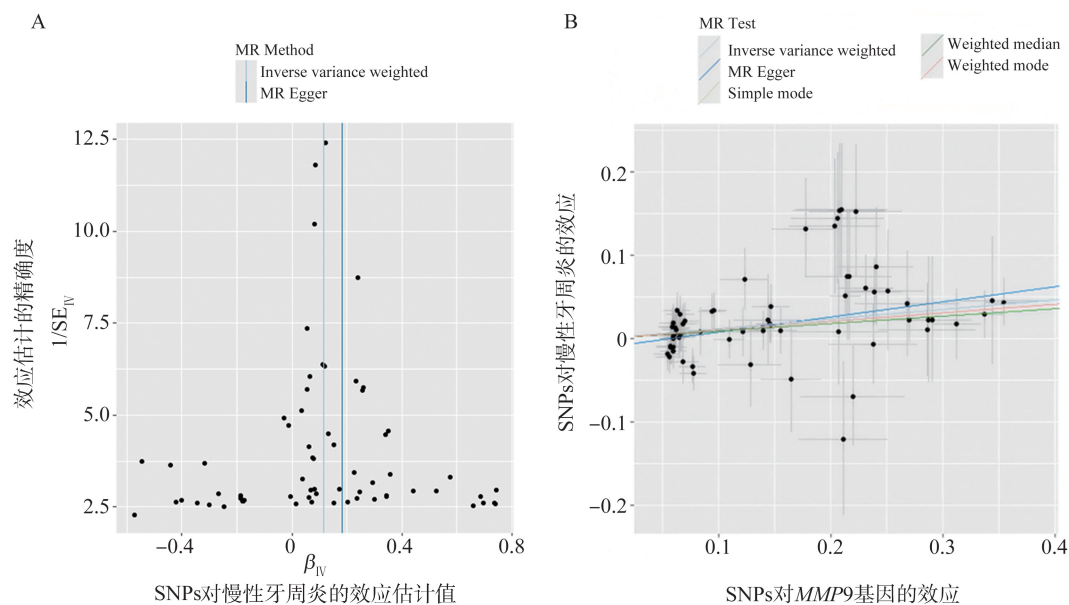 A
MR Method
Inverse variance weighted
MR Egger
效应估计的精确度
1/SE_IV
12.5
10.0
7.5
5.0
2.5
−0.4
0
0.4
0.8
β_IV
SNPs对慢性牙周炎的效应估计值
B
MR Test
Inverse variance weighted
MR Egger
Simple mode
Weighted median
Weighted mode
SNPs对慢性牙周炎的效应
0.2
0.1
0
−0.1
−0.2
0.1
0.2
0.3
0.4
SNPs对MMP9基因的效应